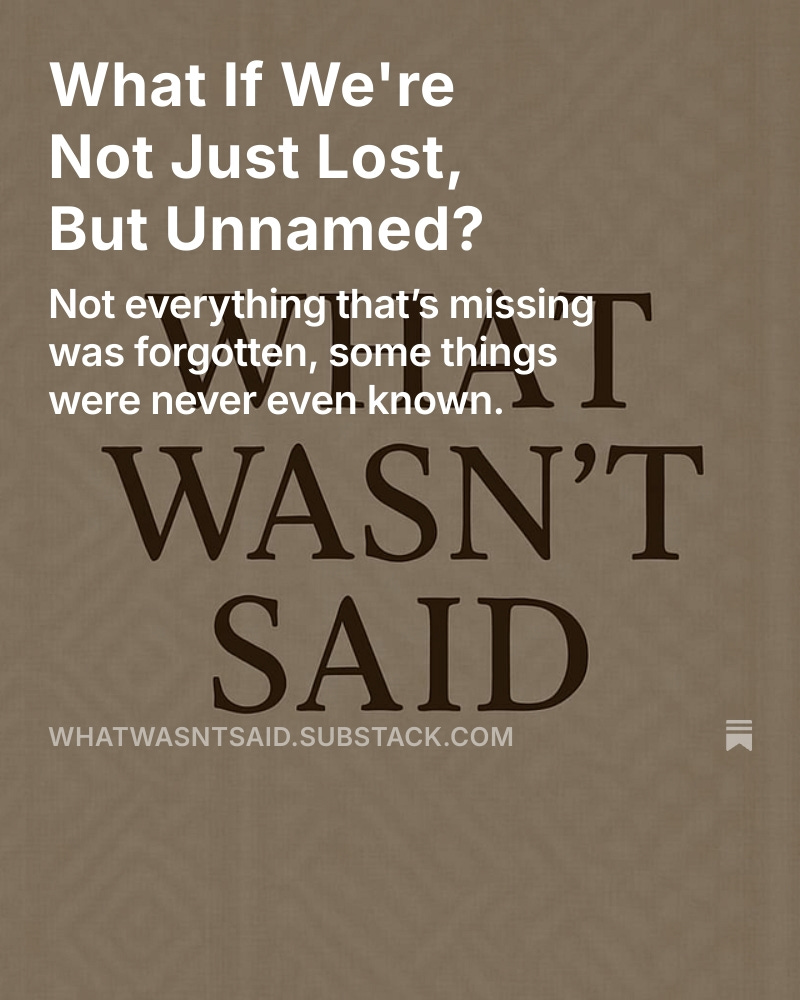 What If We're
Not Just Lost,
But Unnamed?
Not everything that’s missing
was forgotten, some things
were never even known.
WHAT
WASN’T
SAID
WHATWASNTSAID.SUBSTACK.COM